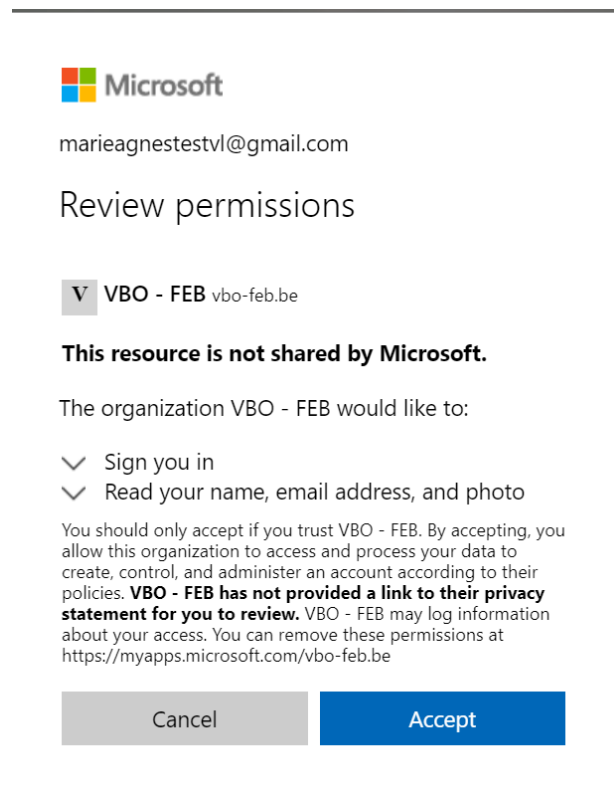 Microsoft
marieagnestestvl@gmail.com
Review permissions
V VBO - FEB vbo-feb.be
This resource is not shared by Microsoft.
The organization VBO - FEB would like to:
Sign you in
Read your name, email address, and photo
You should only accept if you trust VBO - FEB. By accepting, you
allow this organization to access and process your data to
create, control, and administer an account according to their
policies. VBO - FEB has not provided a link to their privacy
statement for you to review. VBO - FEB may log information
about your access. You can remove these permissions at
https://myapps.microsoft.com/vbo-feb.be
Cancel Accept